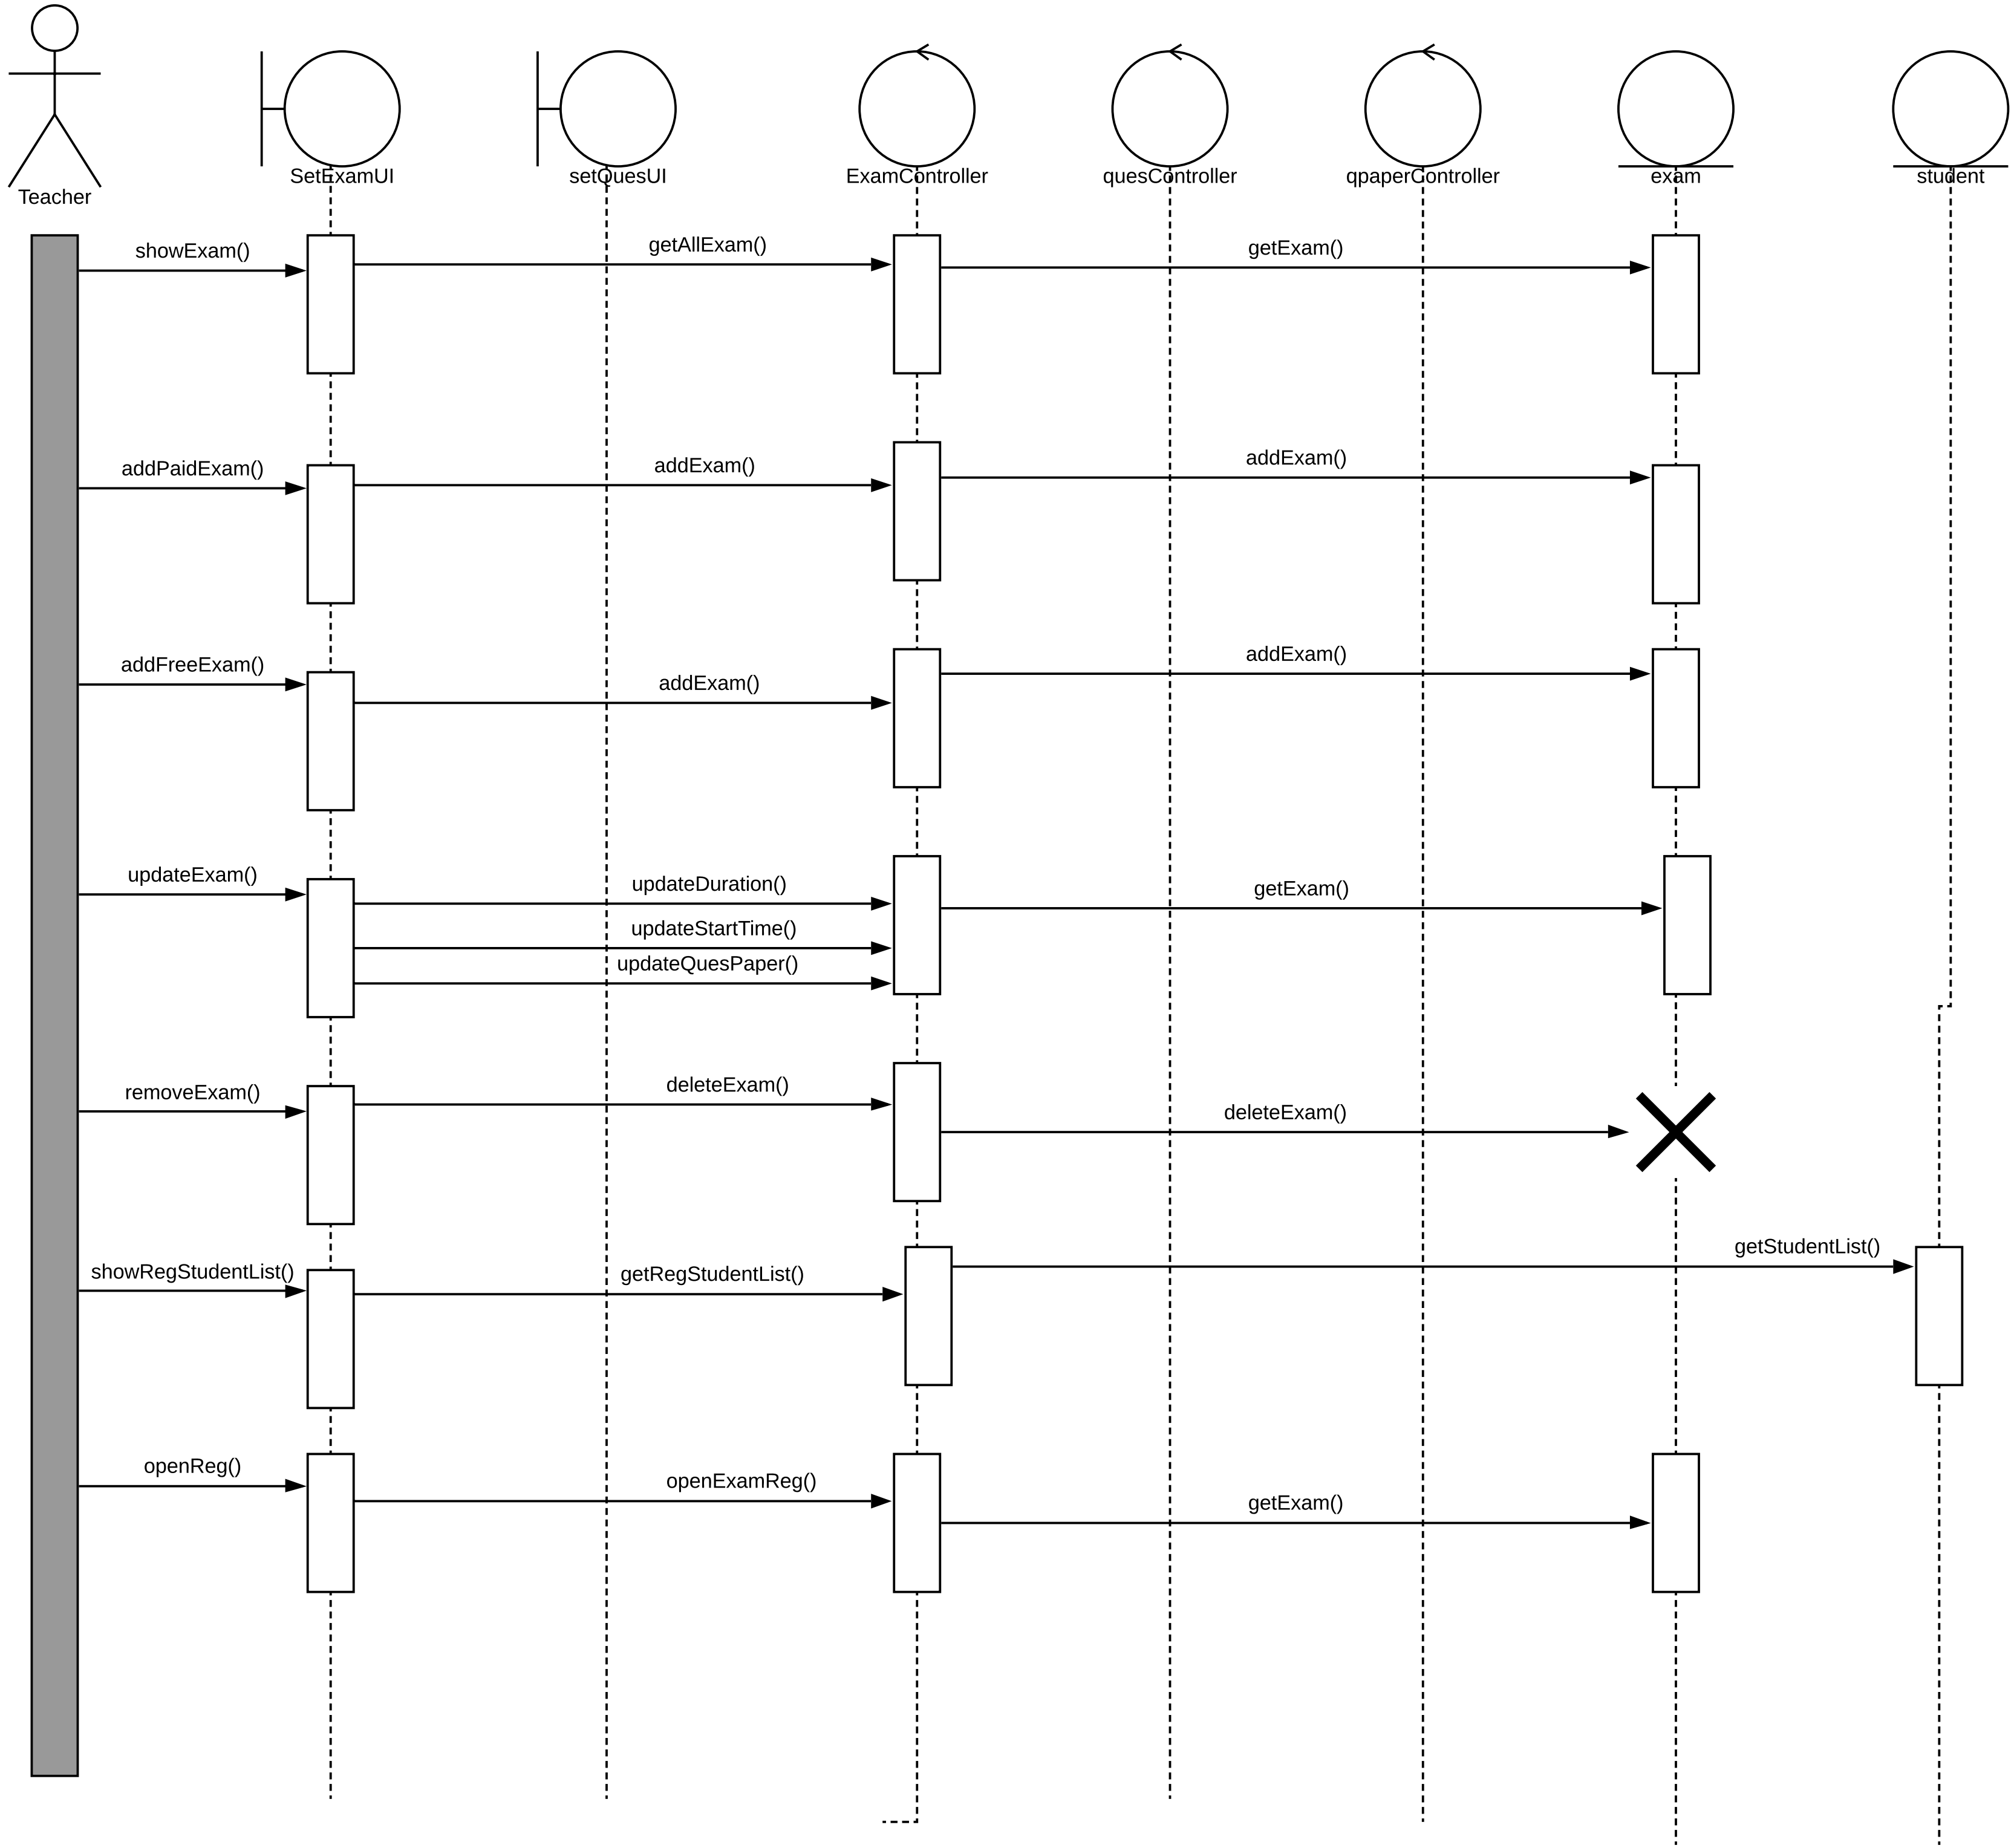 Teacher
SetExamUI
setQuesUI
ExamController
quesController
qpaperController
exam
student
showExam()
getAllExam()
getExam()
addPaidExam()
addExam()
addExam()
addFreeExam()
addExam()
addExam()
updateExam()
updateDuration()
getExam()
updateStartTime()
updateQuesPaper()
removeExam()
deleteExam()
deleteExam()
showRegStudentList()
getRegStudentList()
getStudentList()
openReg()
openExamReg()
getExam()